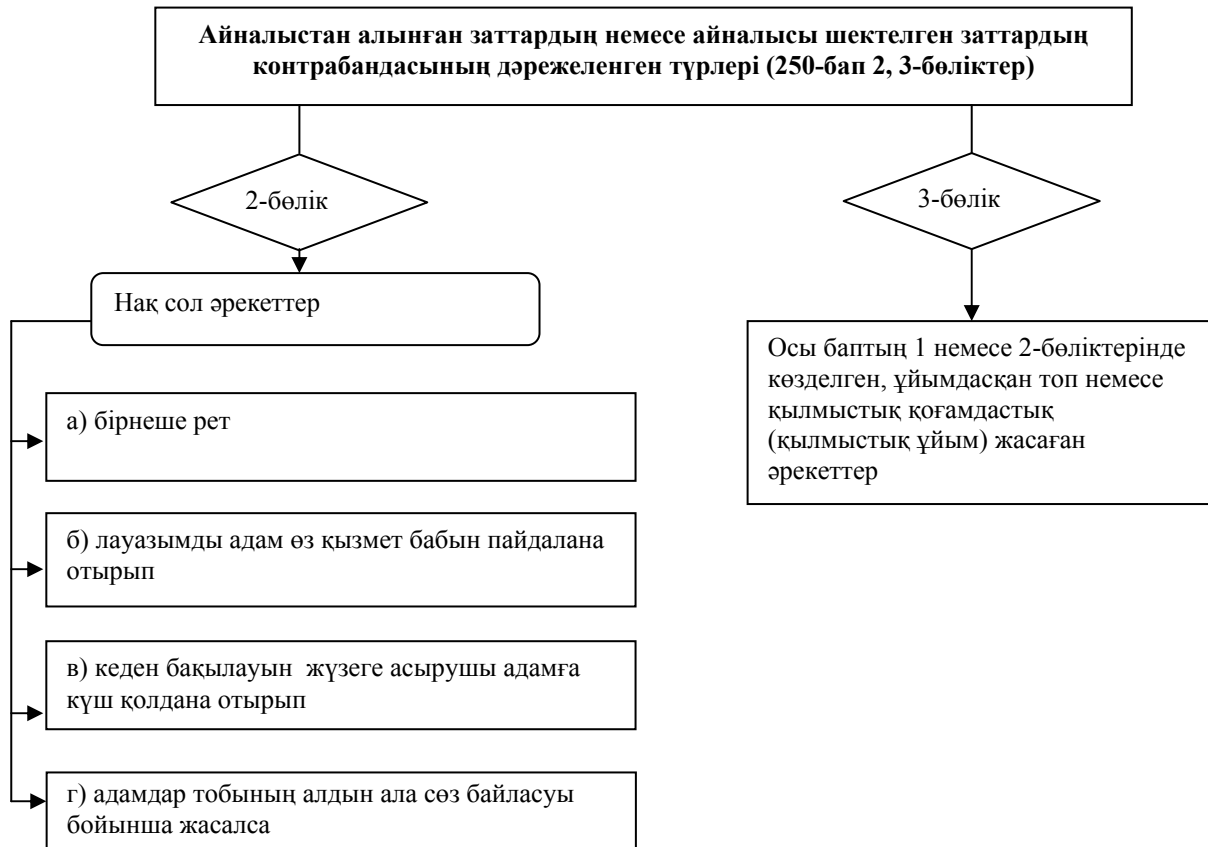 Айналыстан алынған заттардың немесе айналысы шектелген заттардың
контрабандасының дәрежеленген түрлері (250-бап 2, 3-бөліктер)
2-бөлік
3-бөлік
Нақ сол әрекеттер
а) бірнеше рет
б) лауазымды адам өз қызмет бабын пайдалана
отырып
в) кеден бақылауын жүзеге асырушы адамға
күш қолдана отырып
г) адамдар тобының алдын ала сөз байласуы
бойынша жасалса
Осы баптың 1 немесе 2-бөліктерінде
көзделген, ұйымдасқан топ немесе
қылмыстық қоғамдастық
(қылмыстық ұйым) жасаған
әрекеттер